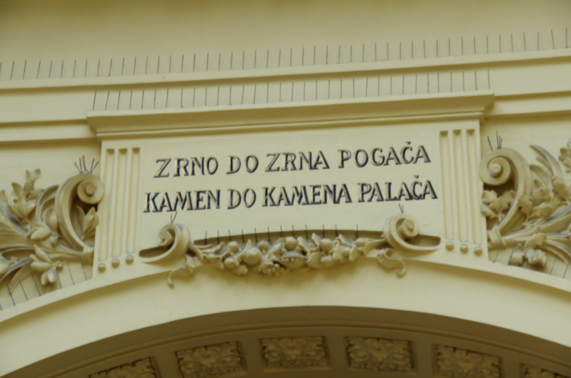 ZRNO DO ZRNA POGAČA
KAMEN DO KAMENA PALAČA